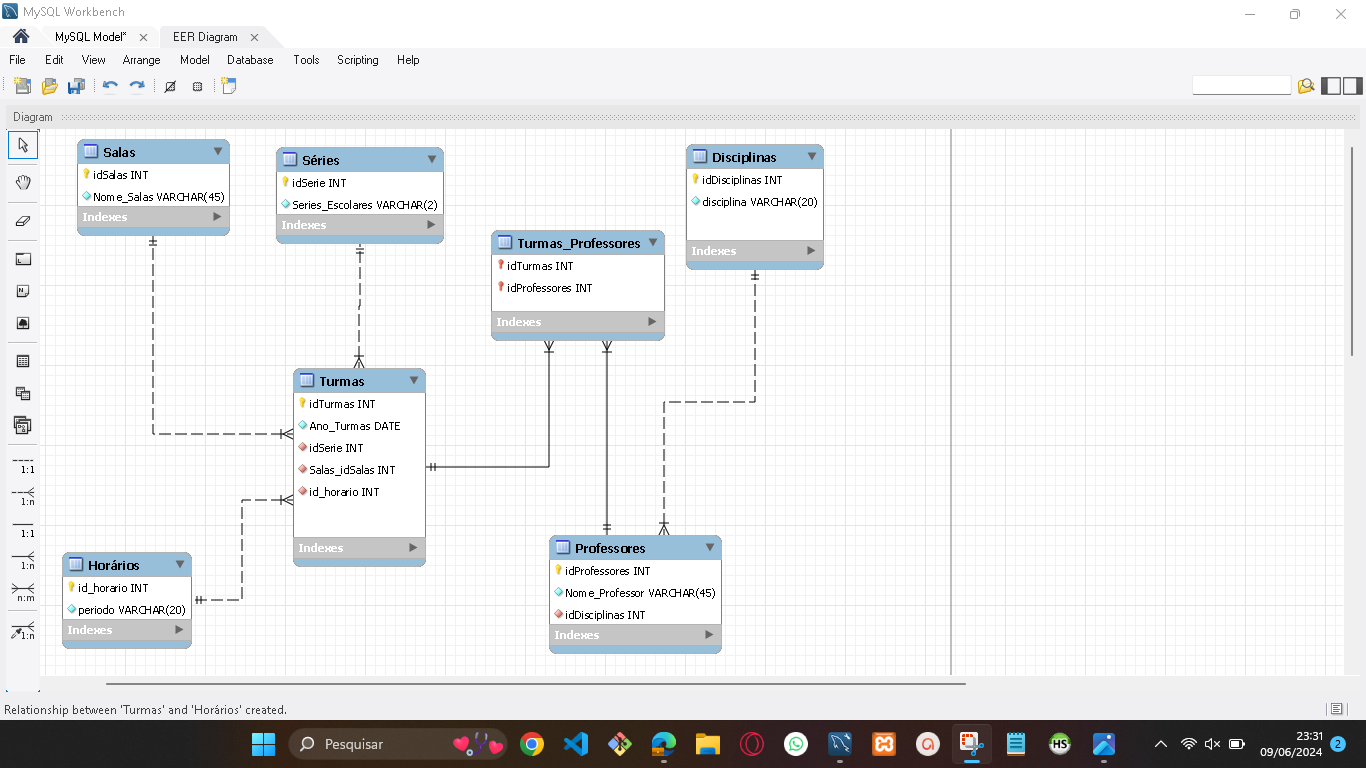 MySQL Workbench
MySQL Model*
EER Diagram
File Edit View Arrange Model Database Tools Scripting Help
Diagram
Salas
idSalas INT
Nome_Salas VARCHAR(45)
Indexes
Séries
idSerie INT
Series_Escolares VARCHAR(2)
Indexes
Turmas_Professores
idTurmas INT
idProfessores INT
Indexes
Disciplinas
idDisciplinas INT
disciplina VARCHAR(20)
Indexes
Turmas
idTurmas INT
Ano_Turmas DATE
idSerie INT
Salas_idSalas INT
id_horario INT
Indexes
Horários
id_horario INT
periodo VARCHAR(20)
Indexes
Professores
idProfessores INT
Nome_Professor VARCHAR(45)
idDisciplinas INT
Indexes
1:1
1:n
1:1
1:n
n:m
1:n
Relationship between 'Turmas' and 'Horários' created.
Pesquisar
HS
23:31
09/06/2024
2